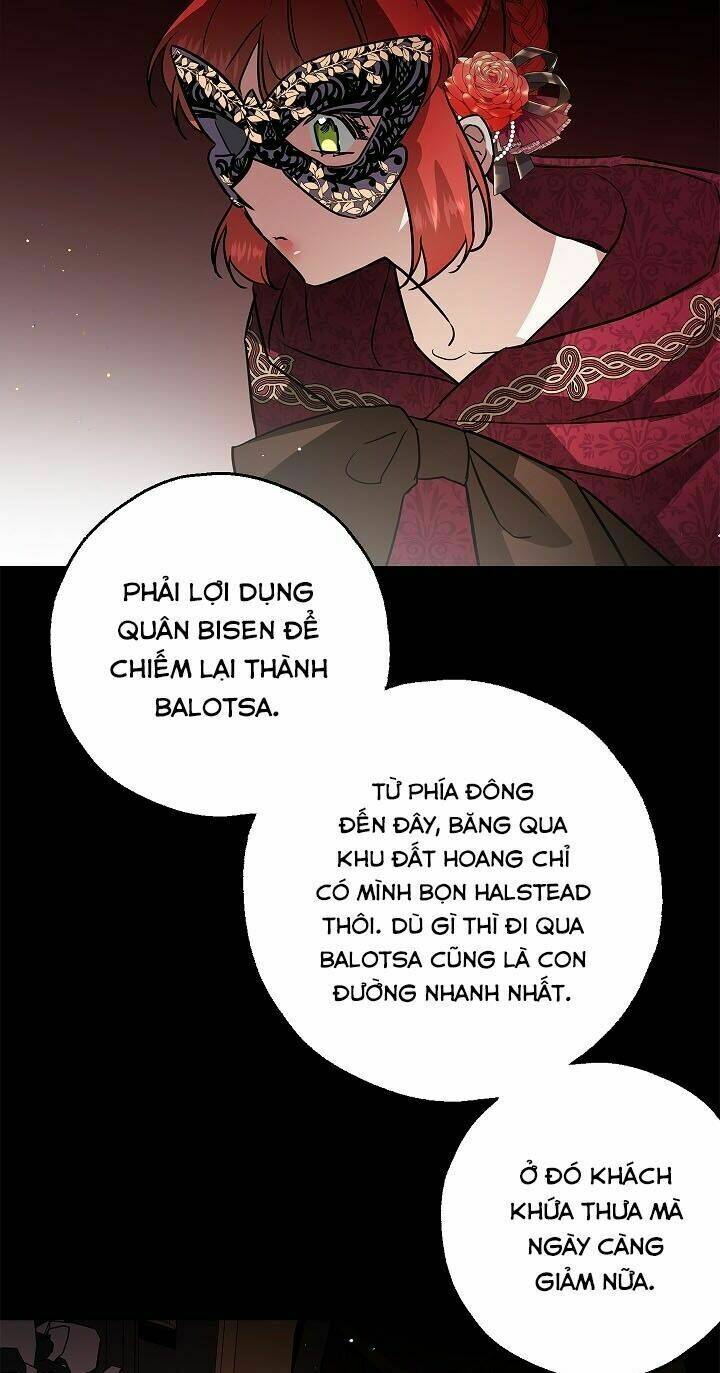 PHẢI LỢI DỤNG
QUÂN BISEN ĐỂ
CHIẾM LẠI THÀNH
BALOTSA.
TỪ PHÍA ĐÔNG
ĐẾN ĐÂY, BĂNG QUA
KHU ĐẤT HOANG CHỈ
CÓ MÌNH BỌN HALSTEAD
THÔI. DÙ GÌ THÌ ĐI QUA
BALOTSA CŨNG LÀ CON
ĐƯỜNG NHANH NHẤT.
Ở ĐÓ KHÁCH
KHỨA THƯA MÀ
NGÀY CÀNG
GIẢM NỮA.